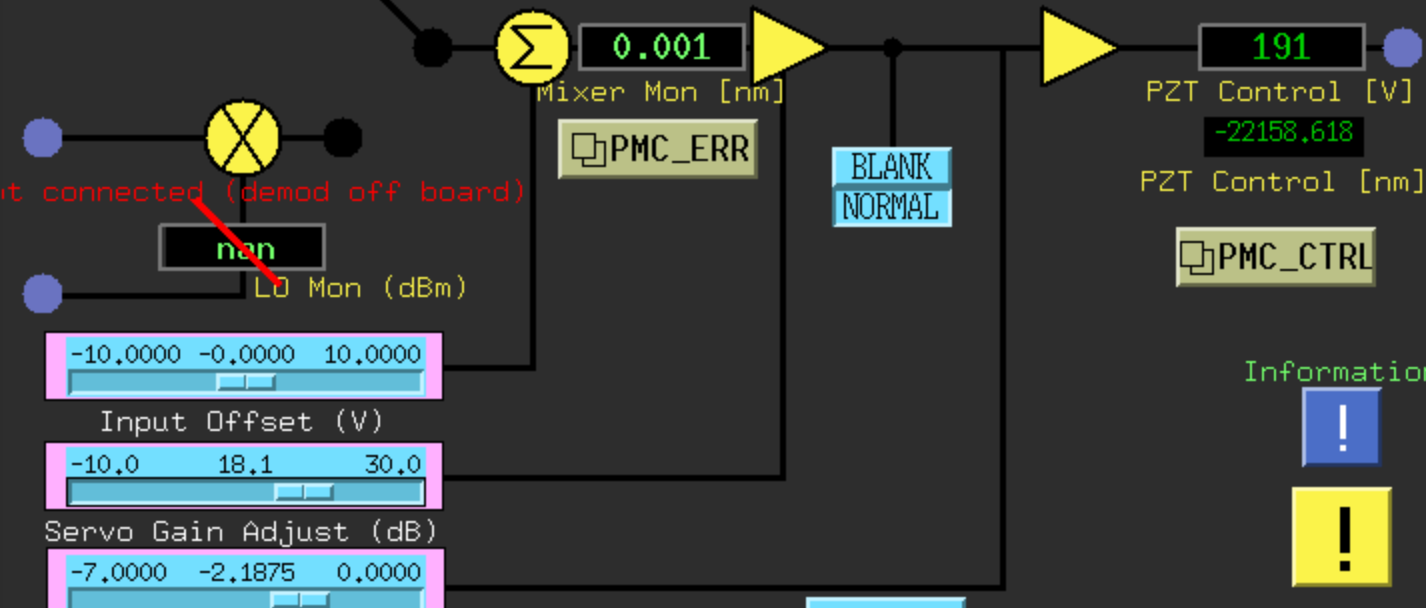 Σ 0.001 191
Mixer Mon [nm] PZT Control [V]
PMC_ERR -22158.618
BLANK
NORMAL
PZT Control [nm]
t connected (demod off board)
nan
PMC_CTRL
LO Mon (dBm)
-10.0000 -0.0000 10.0000
Input Offset (V)
Informatio
!
-10.0 18.1 30.0
Servo Gain Adjust (dB)
!
-7.0000 -2.1875 0.0000